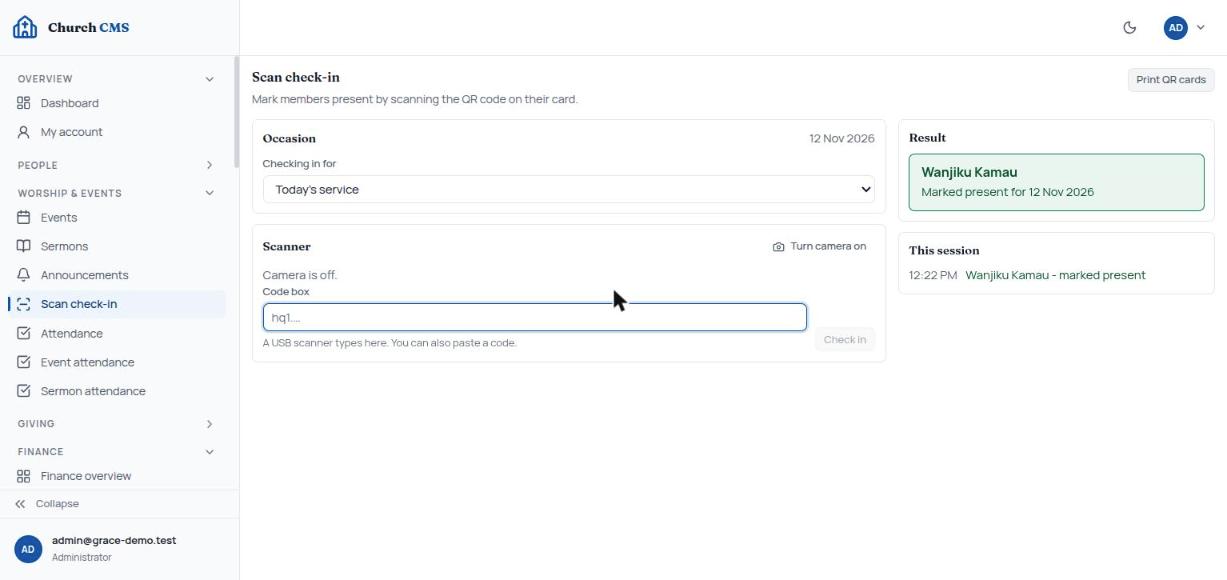 Church CMS
AD
OVERVIEW
Dashboard
My account
PEOPLE
WORSHIP & EVENTS
Events
Sermons
Announcements
Scan check-in
Attendance
Event attendance
Sermon attendance
GIVING
FINANCE
Finance overview
Collapse
AD
admin@grace-demo.test
Administrator
Scan check-in
Print QR cards
Mark members present by scanning the QR code on their card.
Occasion
12 Nov 2026
Checking in for
Today's service
Scanner
Turn camera on
Camera is off.
Code box
hq1....
A USB scanner types here. You can also paste a code.
Check in
Result
Wanjiku Kamau
Marked present for 12 Nov 2026
This session
12:22 PM Wanjiku Kamau - marked present